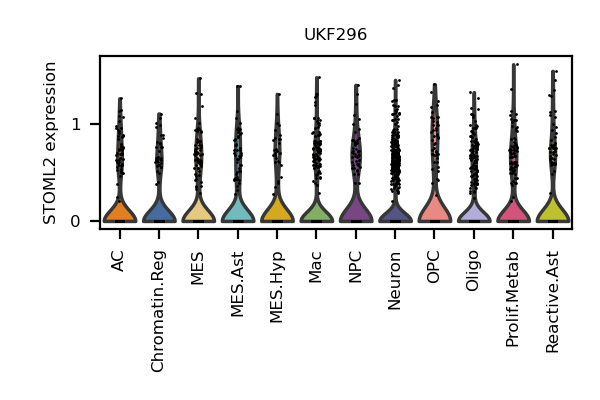 UKF296
STOML2 expression
1
0
AC
Chromatin.Reg
MES
MES.Ast
MES.Hyp
Mac
NPC
Neuron
OPC
Oligo
Prolif.Metab
Reactive.Ast